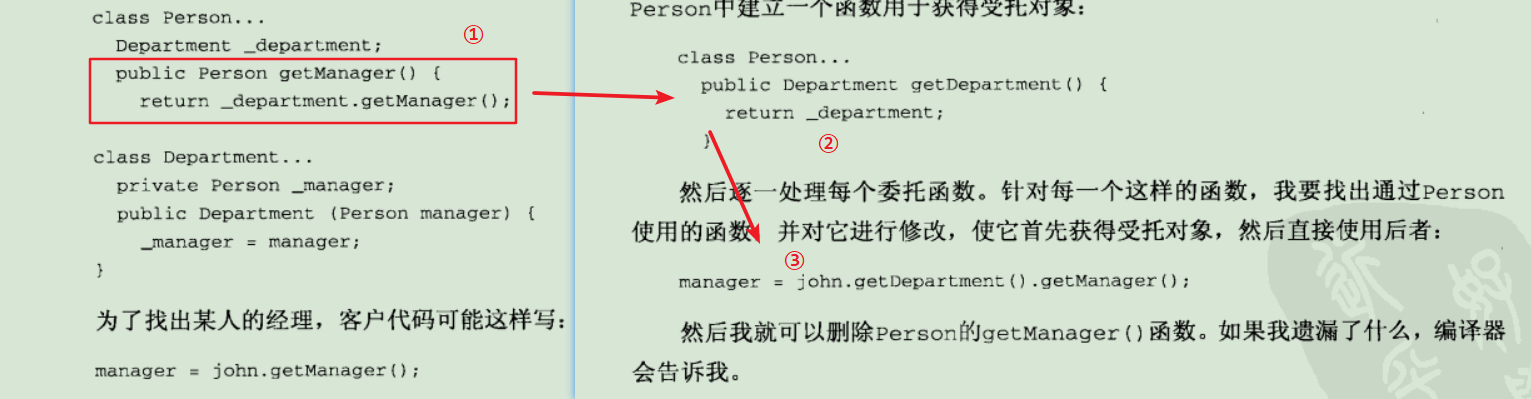 class Person...
Department _department;
①
public Person getManager() {
return _department.getManager();
class Department...
private Person _manager;
public Department (Person manager) {
_manager = manager;
}
为了找出某人的经理，客户代码可能这样写：
manager = john.getManager();
Person中建立一个函数用于获得受托对象：
class Person...
public Department getDepartment() {
return _department;
}
②
然后逐一处理每个委托函数。针对每一个这样的函数，我要找出通过Person
使用的函数，并对它进行修改，使它首先获得受托对象，然后直接使用后者：
③
manager = john.getDepartment().getManager();
然后我就可以删除Person的getManager()函数。如果我遗漏了什么，编译器
会告诉我。